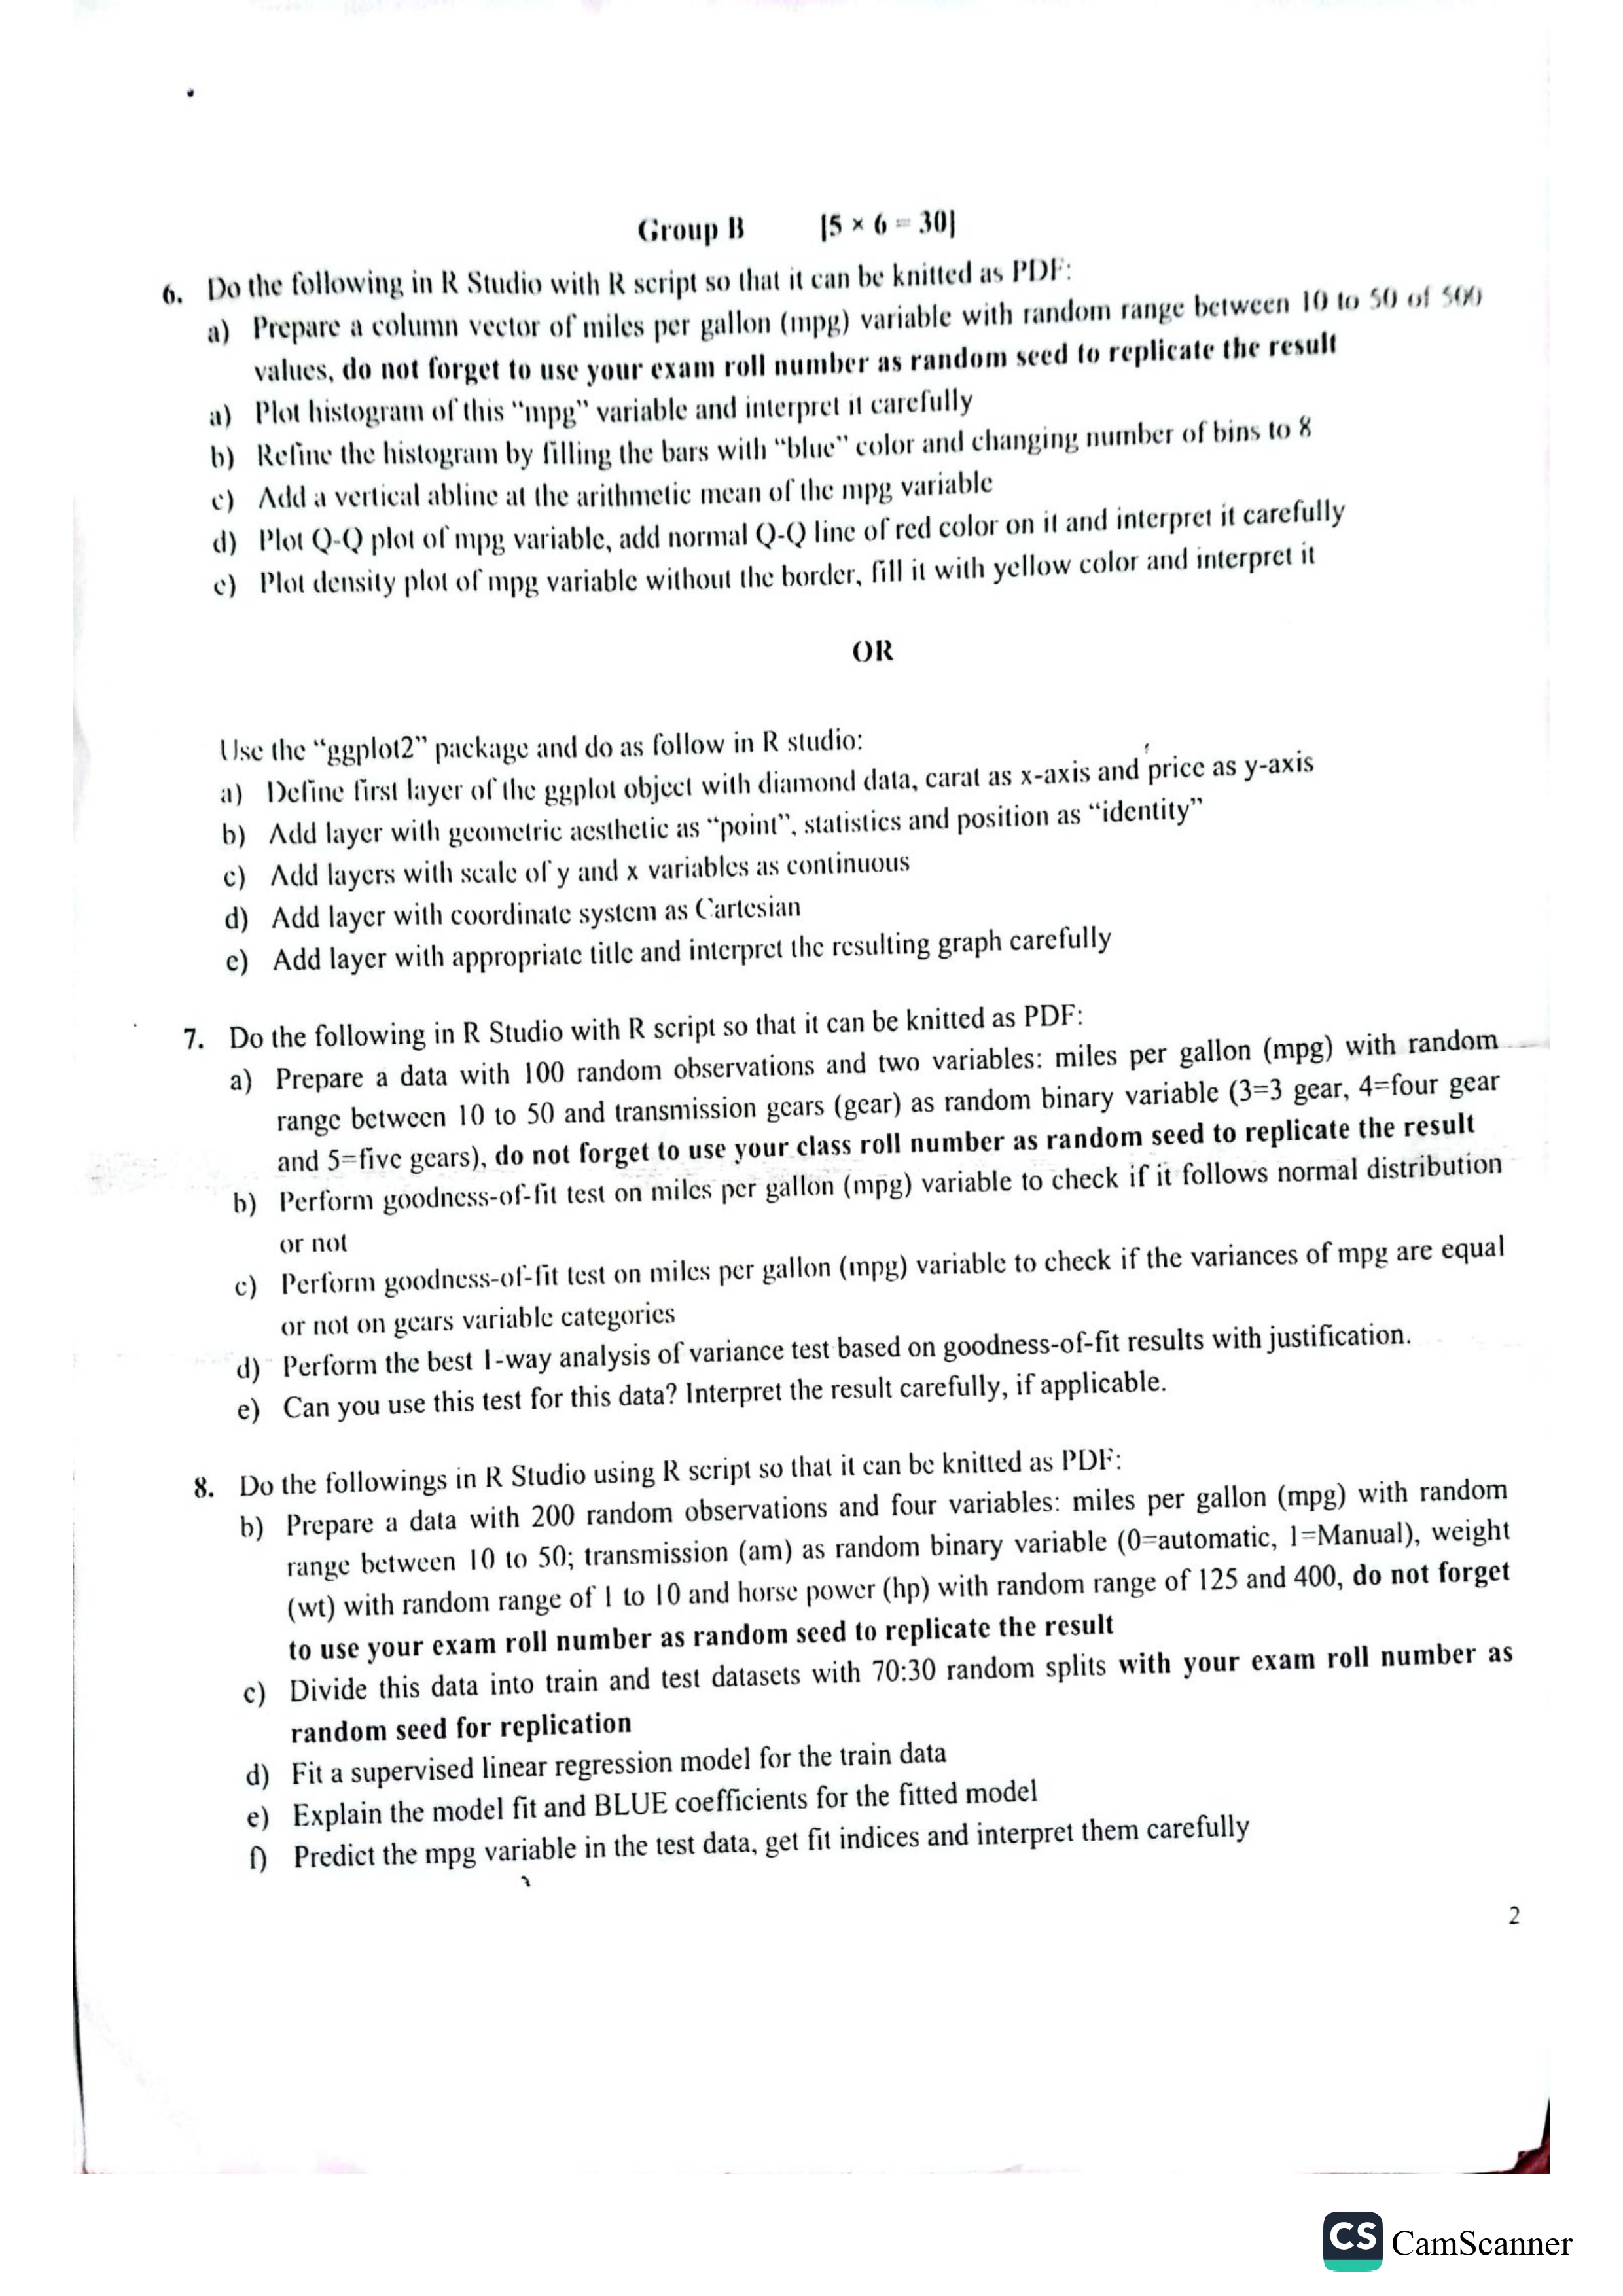 Group B [5 × 6 = 30]
6. Do the following in R Studio with R script so that it can be knitted as PDF:
a) Prepare a column vector of miles per gallon (mpg) variable with random range between 10 to 50 of 500
values, do not forget to use your exam roll number as random seed to replicate the result
a) Plot histogram of this “mpg” variable and interpret it carefully
b) Refine the histogram by filling the bars with “blue” color and changing number of bins to 8
c) Add a vertical abline at the arithmetic mean of the mpg variable
d) Plot Q-Q plot of mpg variable, add normal Q-Q line of red color on it and interpret it carefully
e) Plot density plot of mpg variable without the border, fill it with yellow color and interpret it
OR
Use the “ggplot2” package and do as follow in R studio:
a) Define first layer of the ggplot object with diamond data, carat as x-axis and price as y-axis
b) Add layer with geometric aesthetic as “point”, statistics and position as “identity”
c) Add layers with scale of y and x variables as continuous
d) Add layer with coordinate system as Cartesian
e) Add layer with appropriate title and interpret the resulting graph carefully
7. Do the following in R Studio with R script so that it can be knitted as PDF:
a) Prepare a data with 100 random observations and two variables: miles per gallon (mpg) with random
range between 10 to 50 and transmission gears (gear) as random binary variable (3=3 gear, 4=four gear
and 5=five gears), do not forget to use your class roll number as random seed to replicate the result
b) Perform goodness-of-fit test on miles per gallon (mpg) variable to check if it follows normal distribution
or not
c) Perform goodness-of-fit test on miles per gallon (mpg) variable to check if the variances of mpg are equal
or not on gears variable categories
d) Perform the best 1-way analysis of variance test based on goodness-of-fit results with justification.
e) Can you use this test for this data? Interpret the result carefully, if applicable.
8. Do the followings in R Studio using R script so that it can be knitted as PDF:
b) Prepare a data with 200 random observations and four variables: miles per gallon (mpg) with random
range between 10 to 50; transmission (am) as random binary variable (0=automatic, 1=Manual), weight
(wt) with random range of 1 to 10 and horse power (hp) with random range of 125 and 400, do not forget
to use your exam roll number as random seed to replicate the result
c) Divide this data into train and test datasets with 70:30 random splits with your exam roll number as
random seed for replication
d) Fit a supervised linear regression model for the train data
e) Explain the model fit and BLUE coefficients for the fitted model
f) Predict the mpg variable in the test data, get fit indices and interpret them carefully
2
CS CamScanner